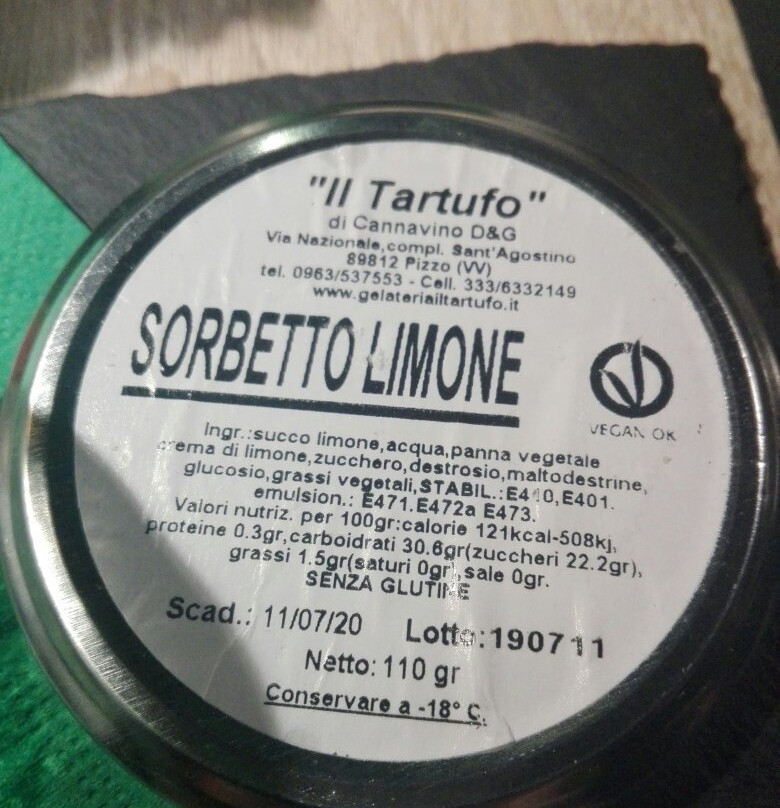 "Il Tartufo"
di Cannavino D&G
Via Nazionale,compl. Sant'Agostino
89812 Pizzo (VV)
tel. 0963/537553 - Cell. 333/6332149
www.gelateriailtartufo.it
SORBETTO LIMONE
VEGAN OK
Ingr.:succo limone,acqua,panna vegetale
crema di limone,zucchero,destrosio,maltodestrine,
glucosio,grassi vegetali,STABIL.:E410,E401.
emulsion.: E471.E472a E473.
Valori nutriz. per 100gr:calorie 121kcal-508kj,
proteine 0.3gr,carboidrati 30.6gr(zuccheri 22.2gr),
grassi 1.5gr(saturi 0gr),sale 0gr.
SENZA GLUTINE
Scad.: 11/07/20 Lotto:190711
Netto: 110 gr
Conservare a -18° C.